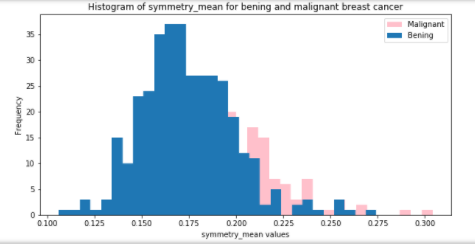 Histogram of symmetry_mean for bening and malignant breast cancer
Malignant
Bening
Frequency
35
30
25
20
15
10
5
0
0.100 0.125 0.150 0.175 0.200 0.225 0.250 0.275 0.300
symmetry_mean values